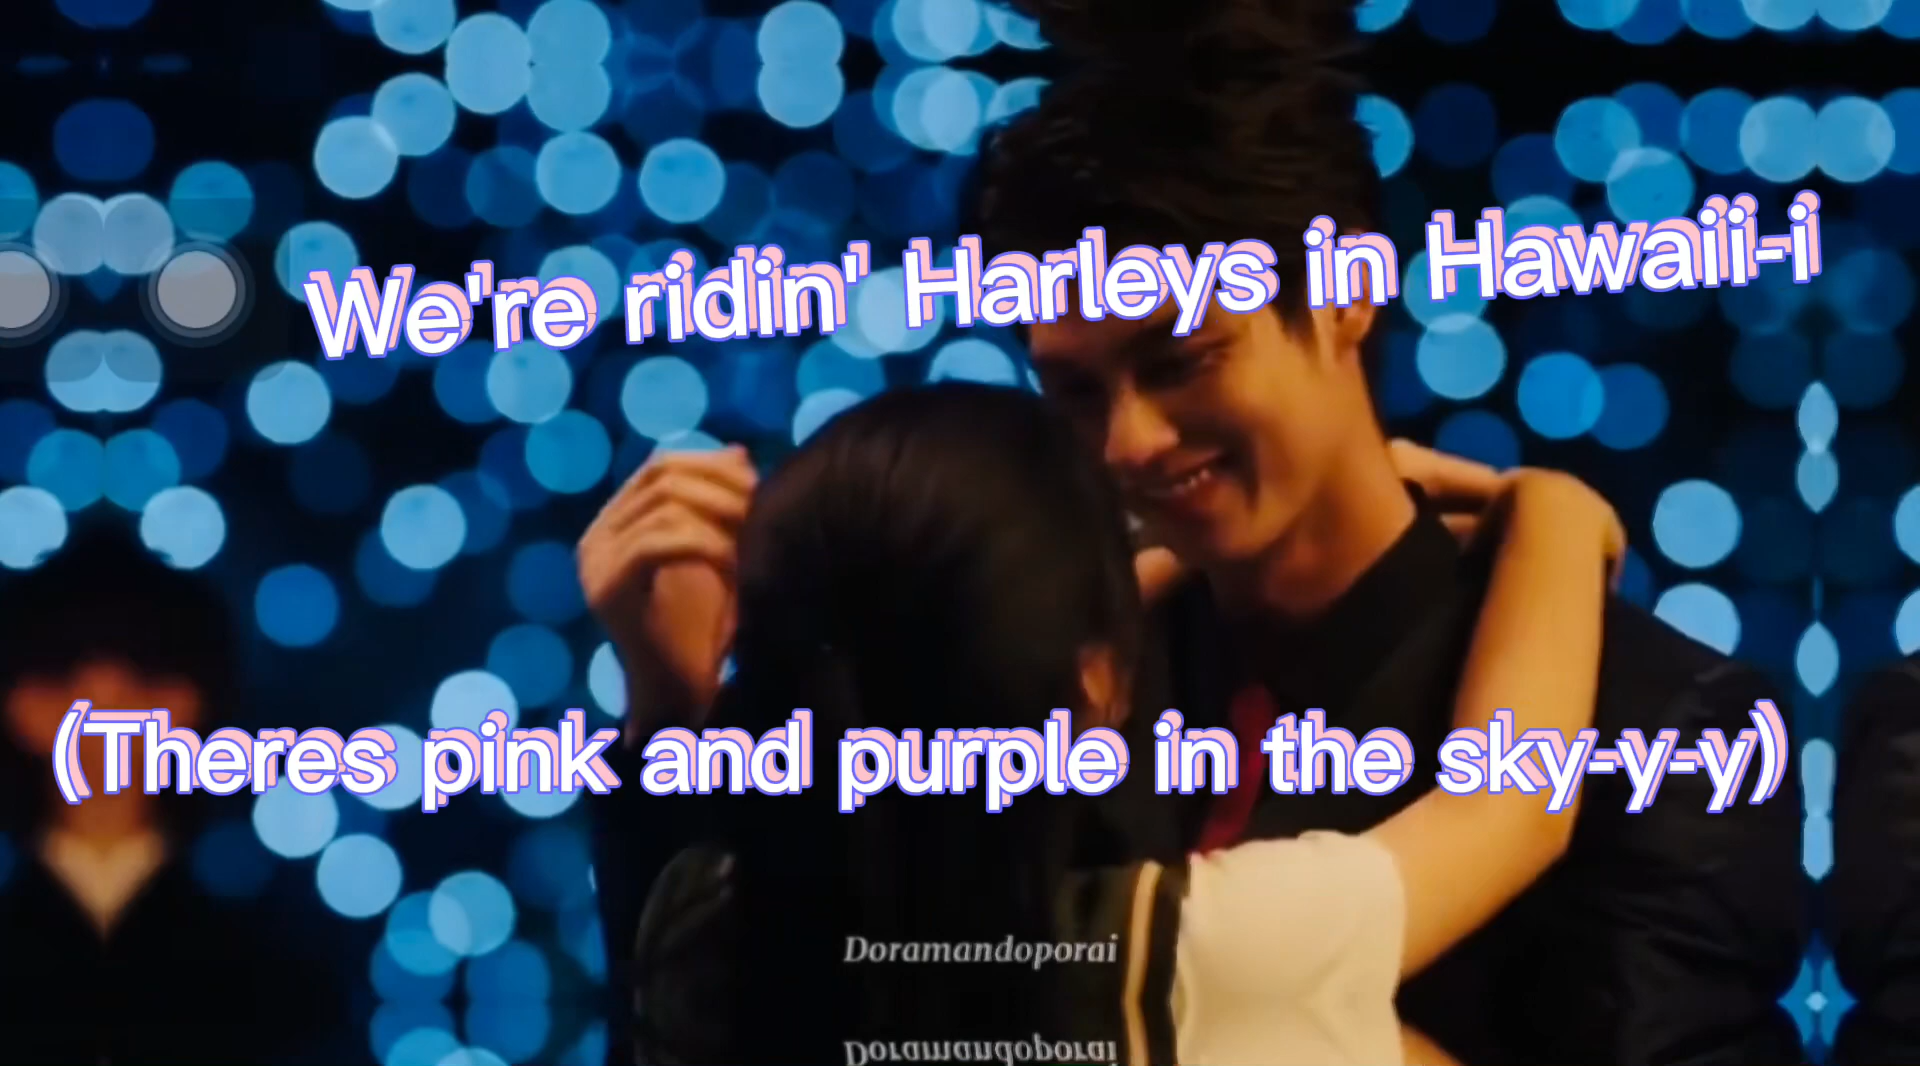 We're ridin' Harleys in Hawaii-i
(Theres pink and purple in the sky-y-y)
Doramandoporai
Doramandoporai